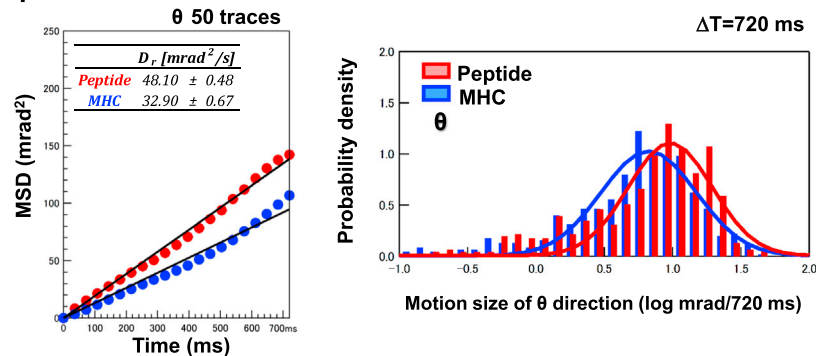 θ 50 traces
D_r [mrad²/s]
Peptide 48.10 ± 0.48
MHC 32.90 ± 0.67
MSD (mrad²)
250
200
150
100
50
0
0 100 200 300 400 500 600 700ms
Time (ms)
ΔT=720 ms
Peptide
MHC
θ
Probability density
2.0
1.5
1.0
0.5
0.0
−1.0 −0.5 0.0 0.5 1.0 1.5 2.0
Motion size of θ direction (log mrad/720 ms)